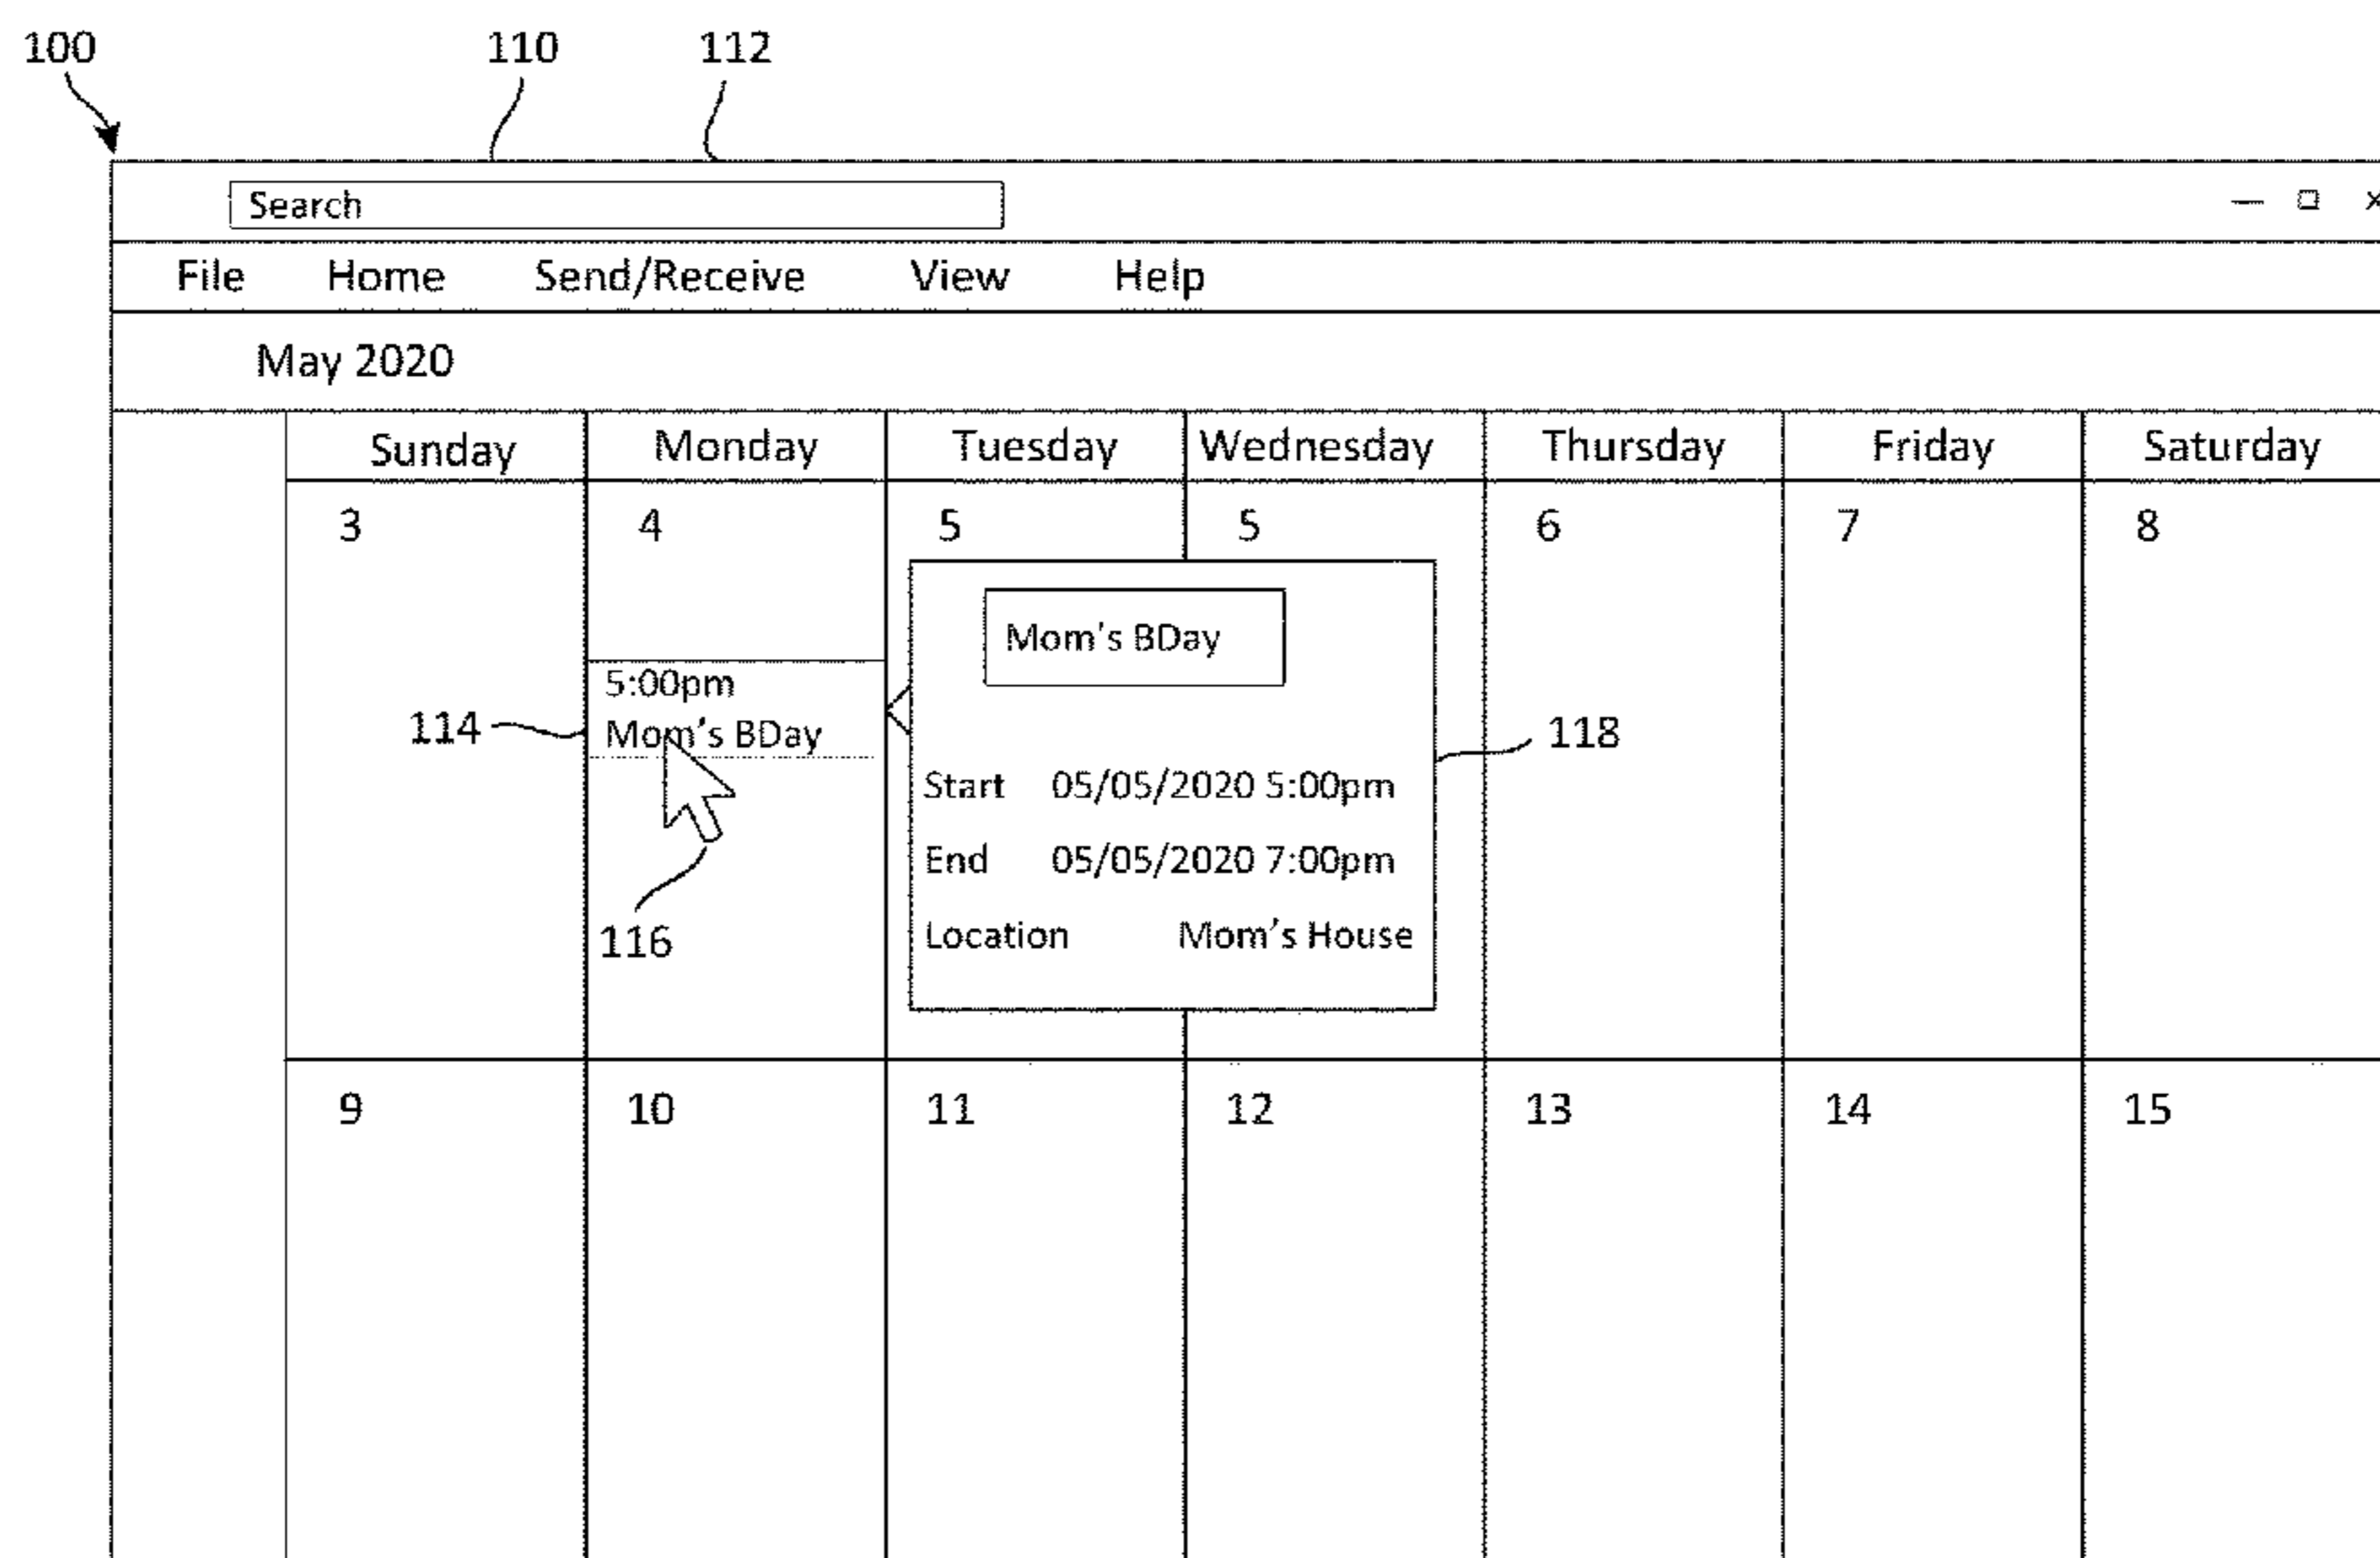 100 110 112
Search
File Home Send/Receive View Help
May 2020
Sunday Monday Tuesday Wednesday Thursday Friday Saturday
3 4 5 5 6 7 8
Mom's BDay
5:00pm
114 Mom's BDay 118
Start 05/05/2020 5:00pm
End 05/05/2020 7:00pm
116 Location Mom's House
9 10 11 12 13 14 15